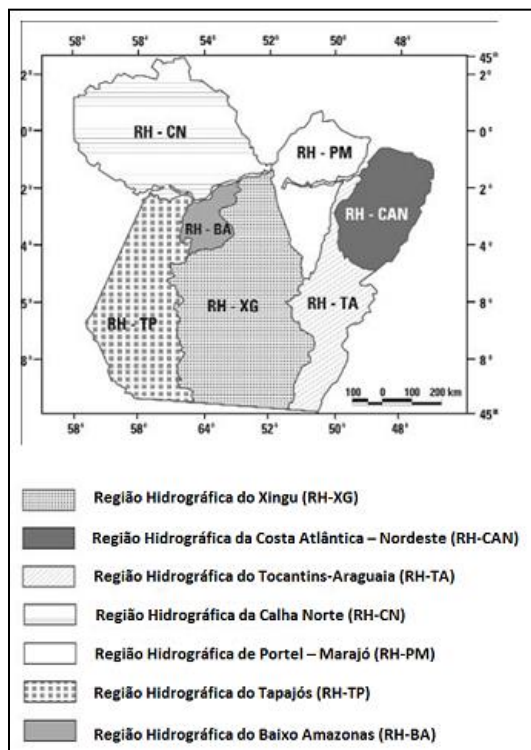 58° 56° 54° 52° 50° 48° 45°
2° 2°
0° RH - CN RH - PM 0°
2° RH - CAN 2°
4° RH - BA 4°
5° RH - TP RH - XG RH - TA 8°
8° 8°
100 0 100 200 km
45°
58° 56° 64° 52° 50° 48°
Região Hidrográfica do Xingu (RH-XG)
Região Hidrográfica da Costa Atlântica – Nordeste (RH-CAN)
Região Hidrográfica do Tocantins-Araguaia (RH-TA)
Região Hidrográfica da Calha Norte (RH-CN)
Região Hidrográfica de Portel – Marajó (RH-PM)
Região Hidrográfica do Tapajós (RH-TP)
Região Hidrográfica do Baixo Amazonas (RH-BA)